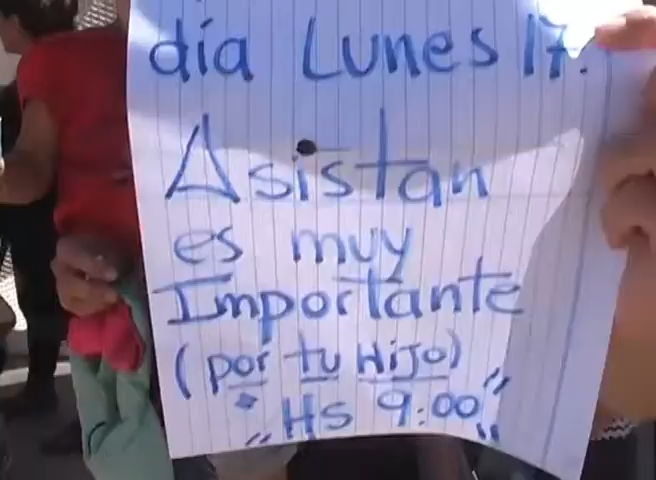 día Lunes 17.
Asistan
es muy
Importante
(por tu HiJo)
"HS 9:00"